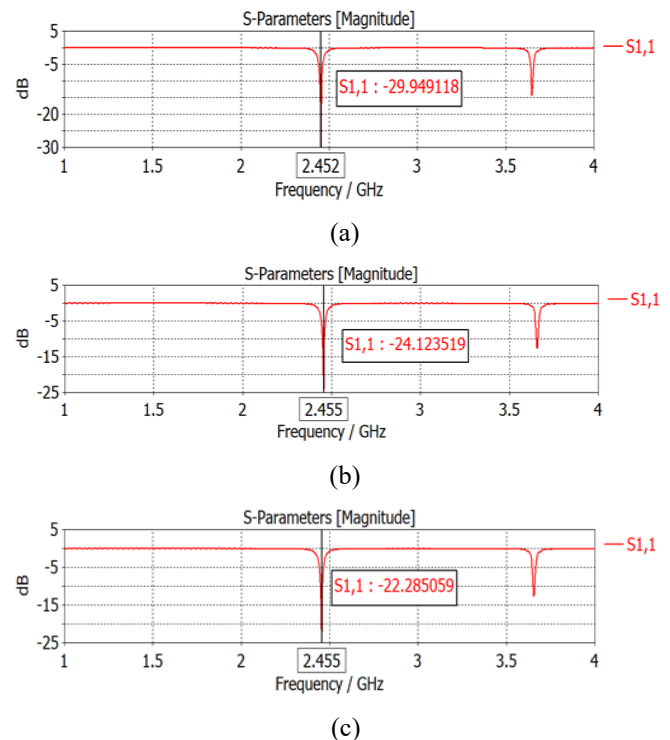 S-Parameters [Magnitude]
5
-5
-20
-30
dB
S1,1 : -29.949118
S1,1
1 1.5 2 2.452 3 3.5 4
Frequency / GHz
(a)
S-Parameters [Magnitude]
5
-5
-15
-25
dB
S1,1 : -24.123519
S1,1
1 1.5 2 2.455 3 3.5 4
Frequency / GHz
(b)
S-Parameters [Magnitude]
5
-5
-15
-25
dB
S1,1 : -22.285059
S1,1
1 1.5 2 2.455 3 3.5 4
Frequency / GHz
(c)